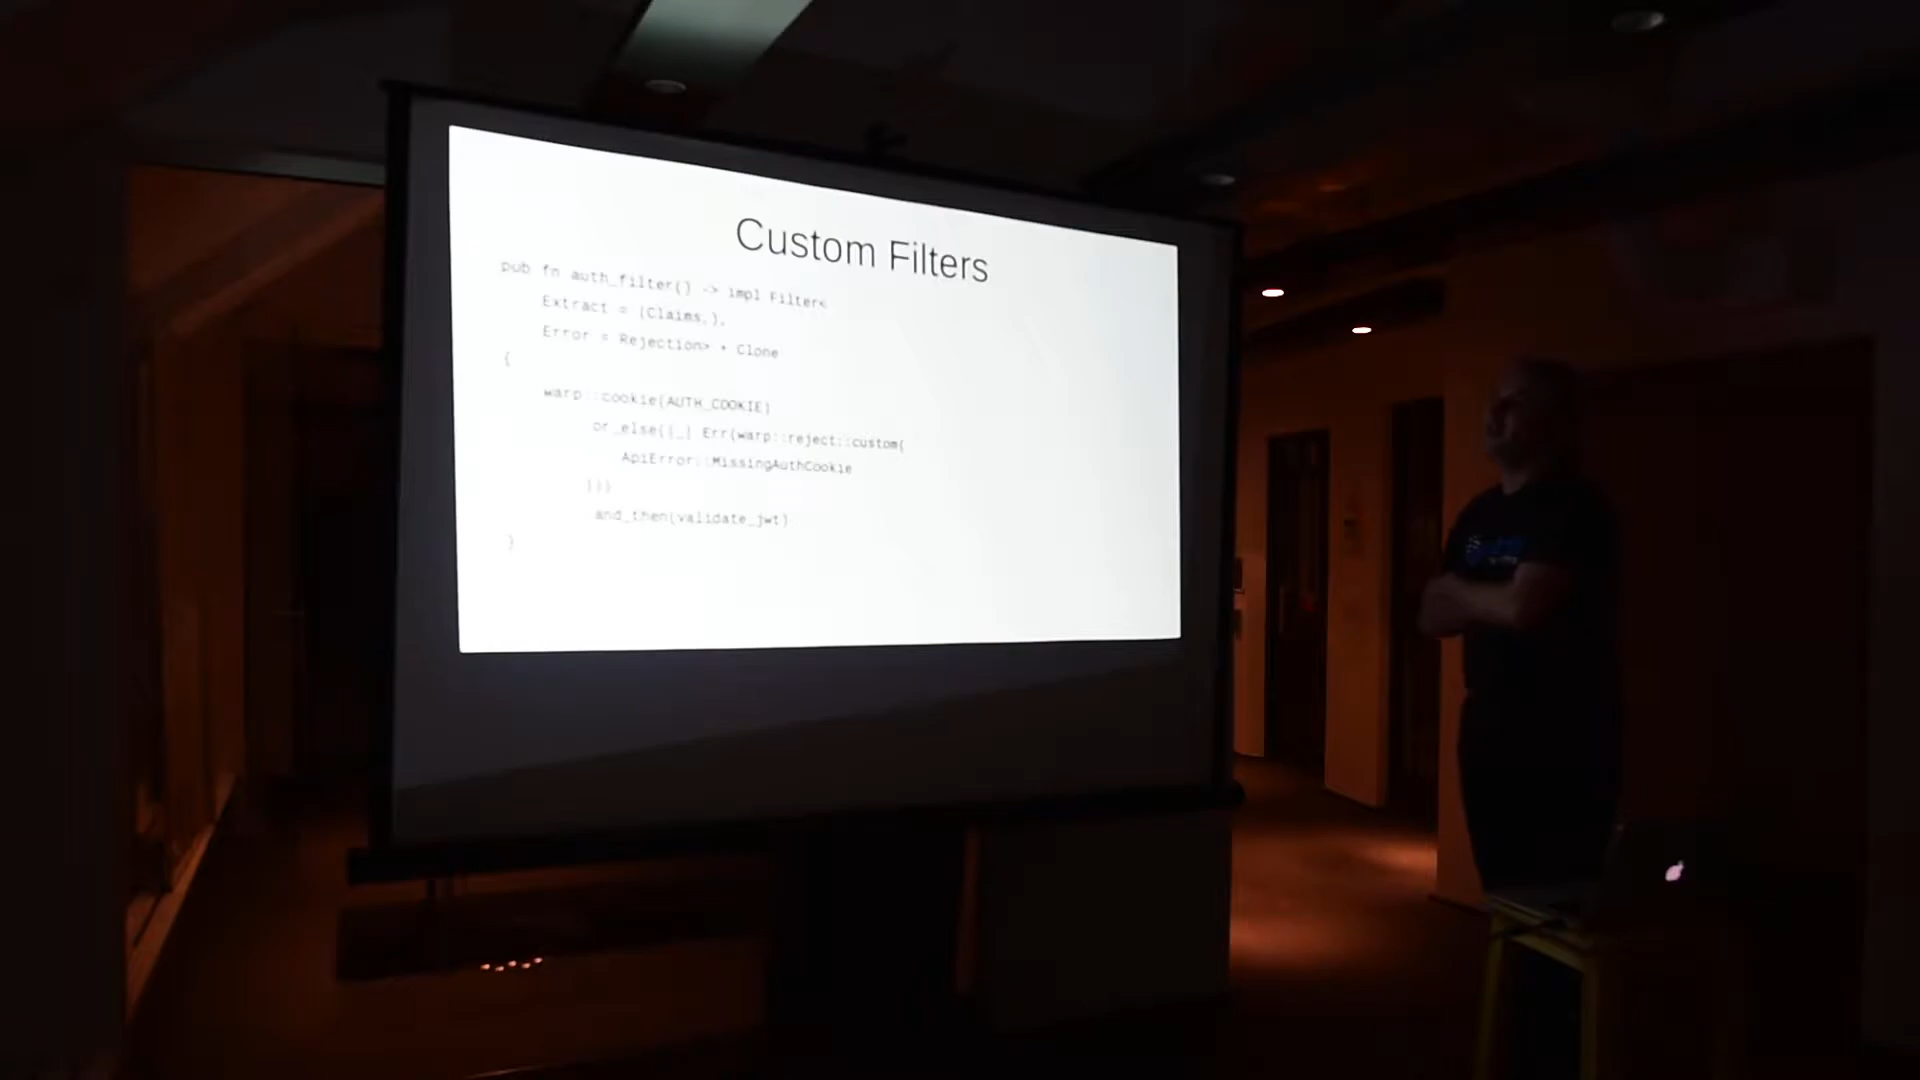 Custom Filters
pub fn auth_filter() -> impl Filter<
Extract = (Claims,),
Error = Rejection> + Clone
{
warp::cookie(AUTH_COOKIE)
or_else(|_| Err(warp::reject::custom(
ApiError::MissingAuthCookie
)))
and_then(validate_jwt)
}